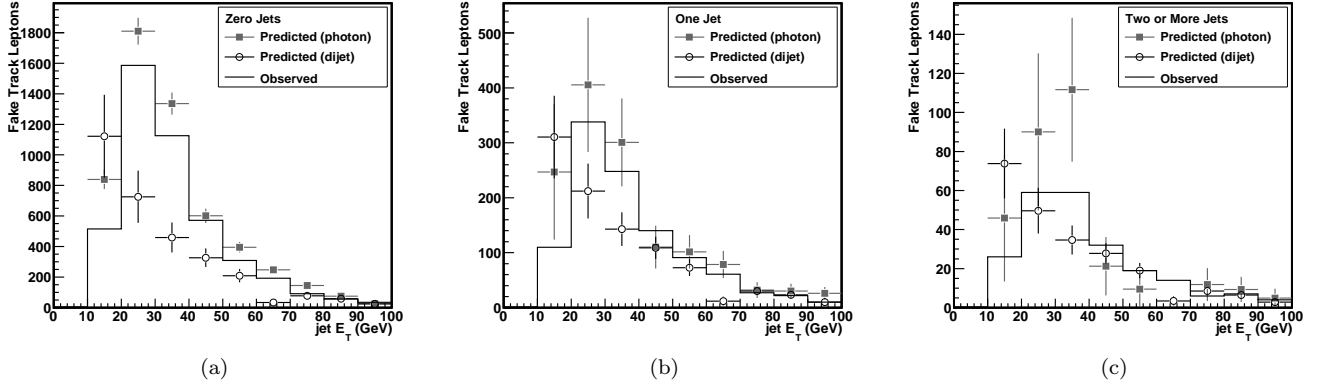 Fake Track Leptons
1800
1600
1400
1200
1000
800
600
400
200
0
0 10 20 30 40 50 60 70 80 90 100
jet E_T (GeV)
Zero Jets
Predicted (photon)
Predicted (dijet)
Observed
(a)
Fake Track Leptons
500
400
300
200
100
0
0 10 20 30 40 50 60 70 80 90 100
jet E_T (GeV)
One Jet
Predicted (photon)
Predicted (dijet)
Observed
(b)
Fake Track Leptons
140
120
100
80
60
40
20
0
0 10 20 30 40 50 60 70 80 90 100
jet E_T (GeV)
Two or More Jets
Predicted (photon)
Predicted (dijet)
Observed
(c)